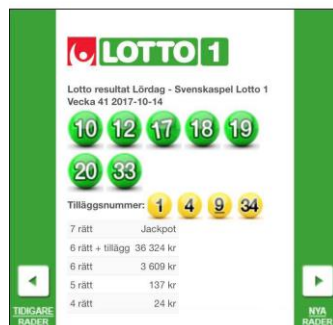 LOTTO 1
Lotto resultat Lördag - Svenskaspel Lotto 1
Vecka 41 2017-10-14
10 12 17 18 19
20 33
Tilläggsnummer: 1 4 9 34
7 rätt Jackpot
6 rätt + tillägg 36 324 kr
6 rätt 3 609 kr
5 rätt 137 kr
4 rätt 24 kr
TIDIGARE
RADER
NYA
RADER